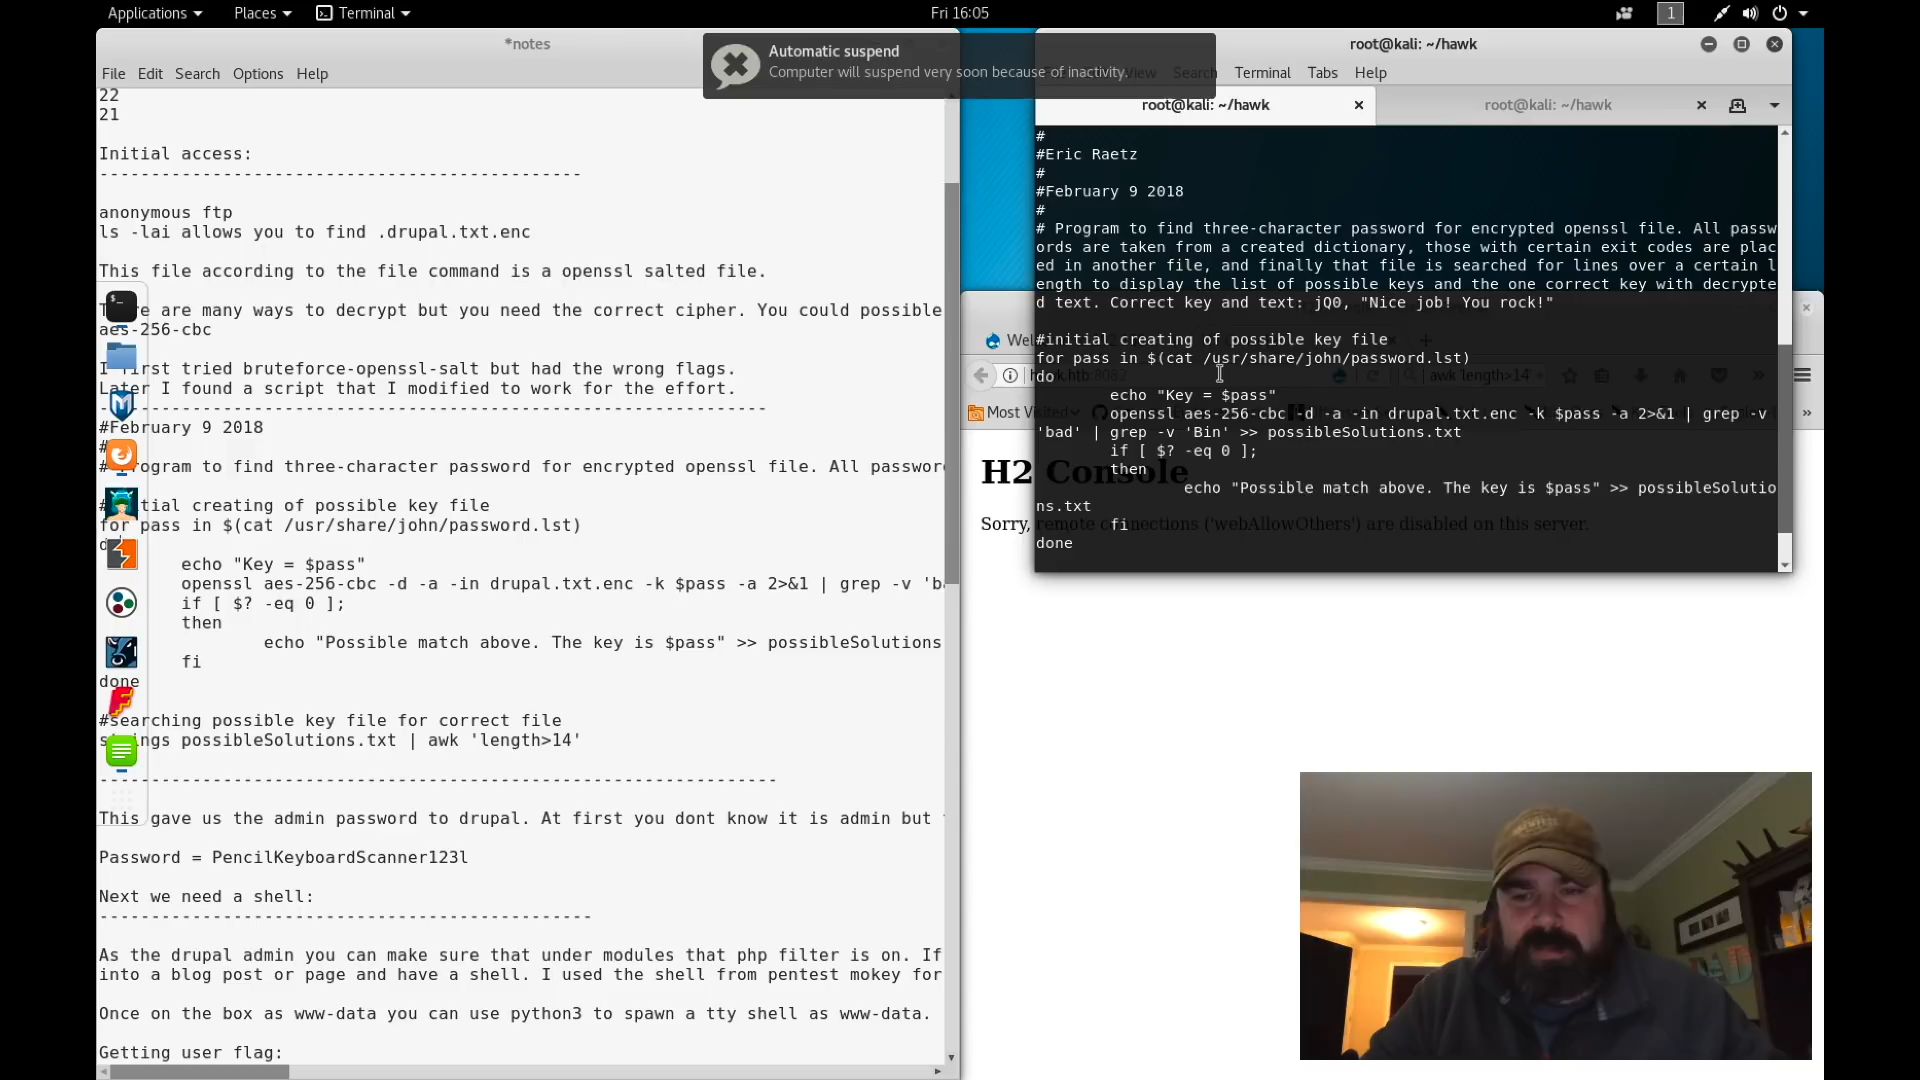 Applications
Places
Terminal
Fri 16:05
1
*notes
File Edit Search Options Help
22
21
Initial access:
-----------------------------------------------
anonymous ftp
ls -lai allows you to find .drupal.txt.enc
This file according to the file command is a openssl salted file.
are many ways to decrypt but you need the correct cipher. You could possible
aes-256-cbc
I first tried bruteforce-openssl-salt but had the wrong flags.
Later I found a script that I modified to work for the effort.
-----------------------------------------------------------------
#February 9 2018
#
# Program to find three-character password for encrypted openssl file. All passwor
#initial creating of possible key file
for pass in $(cat /usr/share/john/password.lst)
do
echo "Key = $pass"
openssl aes-256-cbc -d -a -in drupal.txt.enc -k $pass -a 2>&1 | grep -v 'ba
if [ $? -eq 0 ];
then
echo "Possible match above. The key is $pass" >> possibleSolutions
fi
done
#searching possible key file for correct file
strings possibleSolutions.txt | awk 'length>14'
------------------------------------------------------------------
This gave us the admin password to drupal. At first you dont know it is admin but
Password = PencilKeyboardScanner123l
Next we need a shell:
------------------------------------------------
As the drupal admin you can make sure that under modules that php filter is on. If
into a blog post or page and have a shell. I used the shell from pentest mokey for
Once on the box as www-data you can use python3 to spawn a tty shell as www-data.
Getting user flag:
Automatic suspend
Computer will suspend very soon because of inactivity.
root@kali: ~/hawk
View Search Terminal Tabs Help
root@kali: ~/hawk
root@kali: ~/hawk
#
#Eric Raetz
#
#February 9 2018
#
# Program to find three-character password for encrypted openssl file. All passw
ords are taken from a created dictionary, those with certain exit codes are plac
ed in another file, and finally that file is searched for lines over a certain l
ength to display the list of possible keys and the one correct key with decrypte
d text. Correct key and text: jQ0, "Nice job! You rock!"
#initial creating of possible key file
for pass in $(cat /usr/share/john/password.lst)
do
echo "Key = $pass"
openssl aes-256-cbc -d -a -in drupal.txt.enc -k $pass -a 2>&1 | grep -v
'bad' | grep -v 'Bin' >> possibleSolutions.txt
if [ $? -eq 0 ];
then
echo "Possible match above. The key is $pass" >> possibleSolutio
ns.txt
fi
done
awk length>14
Most Visited
H2 Console
Sorry, remote connections ('webAllowOthers') are disabled on this server.